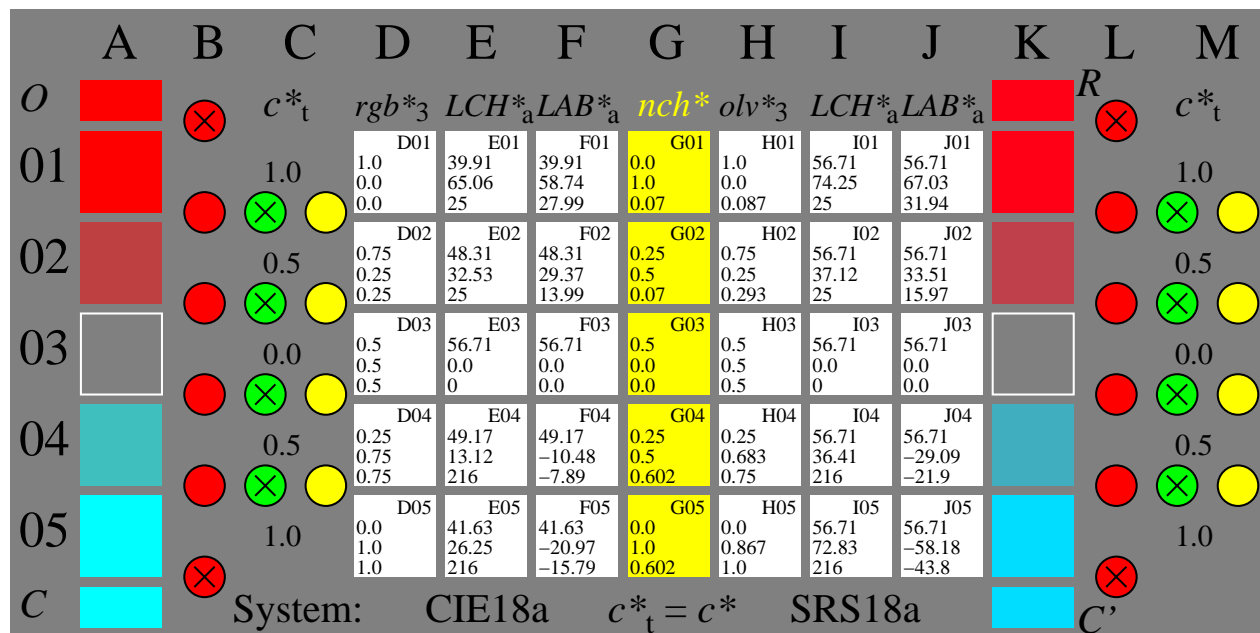 A B C D E F G H I J K L M
O c*t rgb*3 LCH*a LAB*a nch* olv*3 LCH*a LAB*a R c*t
D01 E01 F01 G01 H01 I01 J01
1.0 39.91 39.91 0.0 1.0 56.71 56.71
01 1.0 0.0 65.06 58.74 1.0 0.0 74.25 67.03 1.0
0.0 25 27.99 0.07 0.087 25 31.94
D02 E02 F02 G02 H02 I02 J02
0.75 48.31 48.31 0.25 0.75 56.71 56.71
02 0.5 0.25 32.53 29.37 0.5 0.25 37.12 33.51 0.5
0.25 25 13.99 0.07 0.293 25 15.97
D03 E03 F03 G03 H03 I03 J03
0.5 56.71 56.71 0.5 0.5 56.71 56.71
03 0.0 0.5 0.0 0.0 0.0 0.5 0.0 0.0 0.0
0.5 0 0.0 0.0 0.5 0 0.0
D04 E04 F04 G04 H04 I04 J04
0.25 49.17 49.17 0.25 0.25 56.71 56.71
04 0.5 0.75 13.12 −10.48 0.5 0.683 36.41 −29.09 0.5
0.75 216 −7.89 0.602 0.75 216 −21.9
D05 E05 F05 G05 H05 I05 J05
0.0 41.63 41.63 0.0 0.0 56.71 56.71
05 1.0 1.0 26.25 −20.97 1.0 0.867 72.83 −58.18 1.0
1.0 216 −15.79 0.602 1.0 216 −43.8
C System: CIE18a c*t = c* SRS18a C'